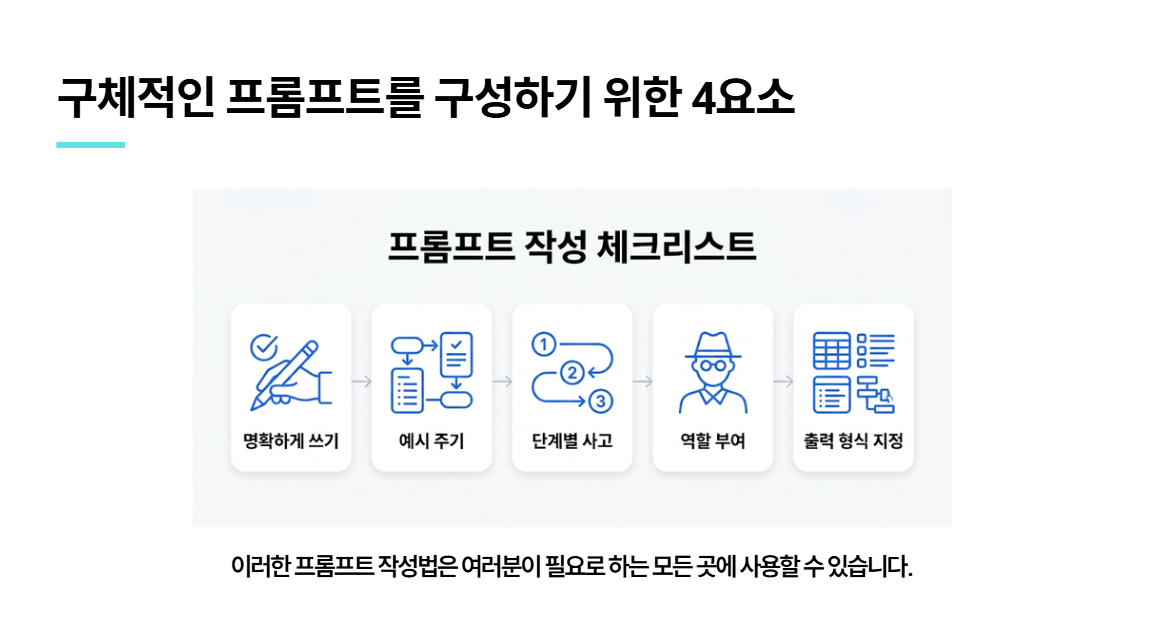 구체적인 프롬프트를 구성하기 위한 4요소
프롬프트 작성 체크리스트
1
2
3
명확하게 쓰기
예시 주기
단계별 사고
역할 부여
출력 형식 지정
이러한 프롬프트 작성법은 여러분이 필요로 하는 모든 곳에 사용할 수 있습니다.